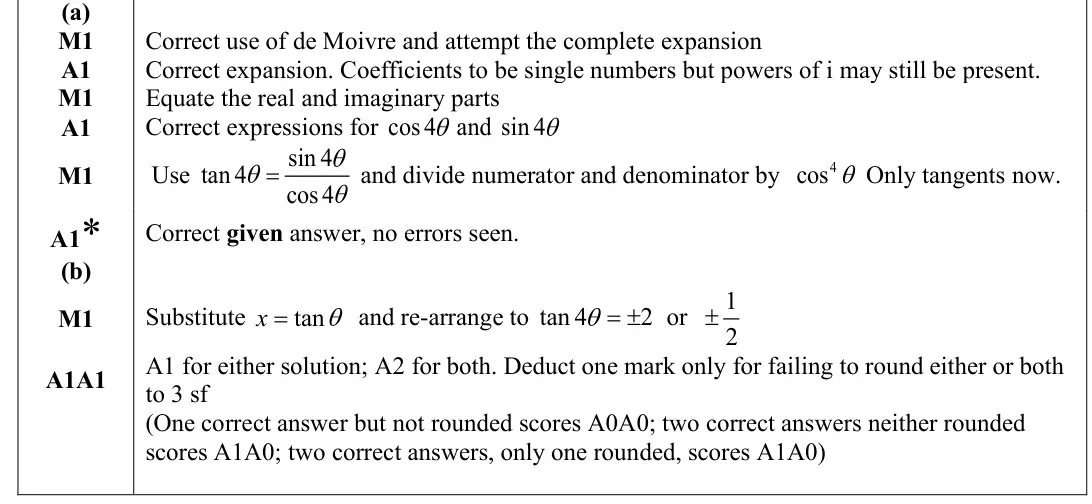 (a)
M1 Correct use of de Moivre and attempt the complete expansion
A1 Correct expansion. Coefficients to be single numbers but powers of i may still be present.
M1 Equate the real and imaginary parts
A1 Correct expressions for cos 4θ and sin 4θ
M1 Use tan 4θ = sin 4θ / cos 4θ and divide numerator and denominator by cos⁴ θ Only tangents now.
A1* Correct given answer, no errors seen.
(b)
M1 Substitute x = tan θ and re-arrange to tan 4θ = ±2 or ± 1/2
A1A1 A1 for either solution; A2 for both. Deduct one mark only for failing to round either or both
to 3 sf
(One correct answer but not rounded scores A0A0; two correct answers neither rounded
scores A1A0; two correct answers, only one rounded, scores A1A0)